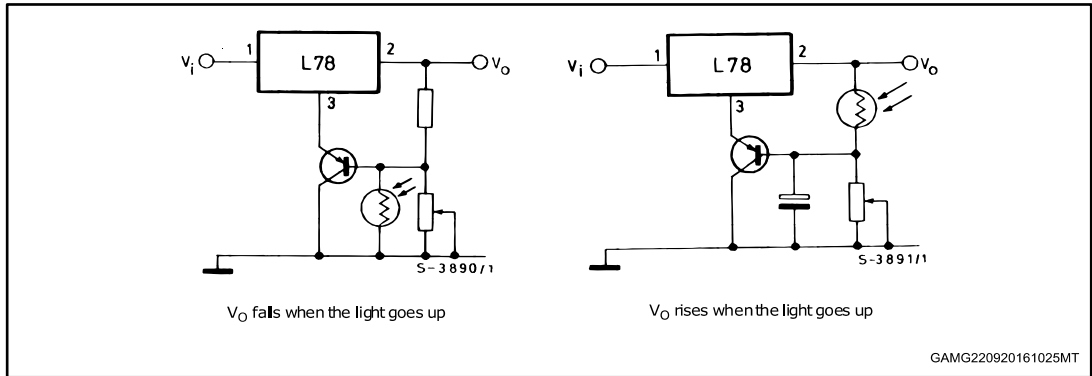 1 L78 2
Vi Vo
3
S-3890/1
VO falls when the light goes up
1 L78 2
Vi Vo
3
S-3891/1
VO rises when the light goes up
GAMG220920161025MT